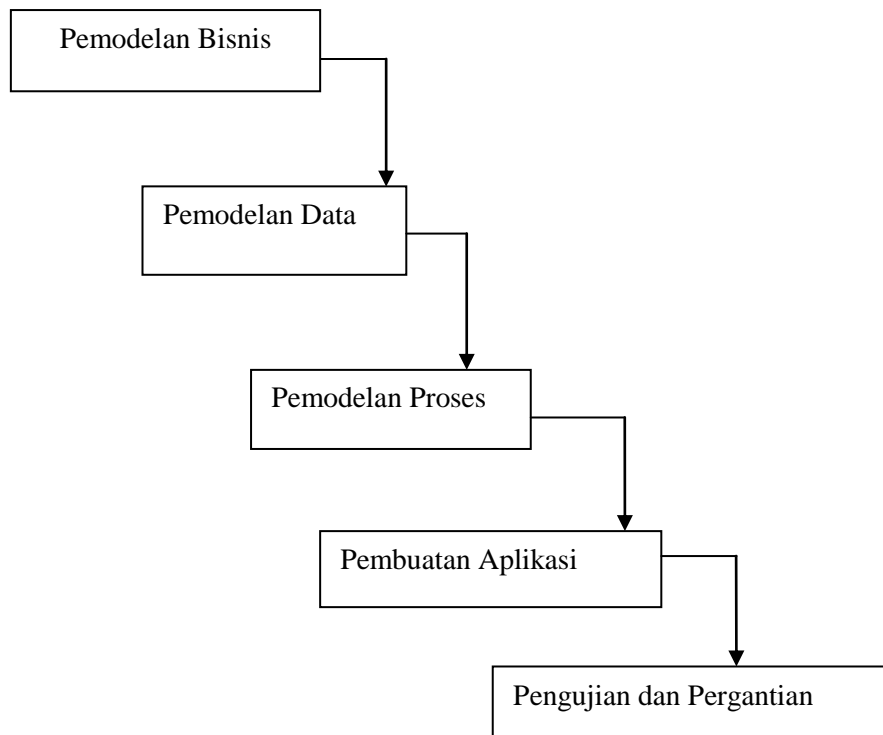 Pemodelan Bisnis
Pemodelan Data
Pemodelan Proses
Pembuatan Aplikasi
Pengujian dan Pergantian